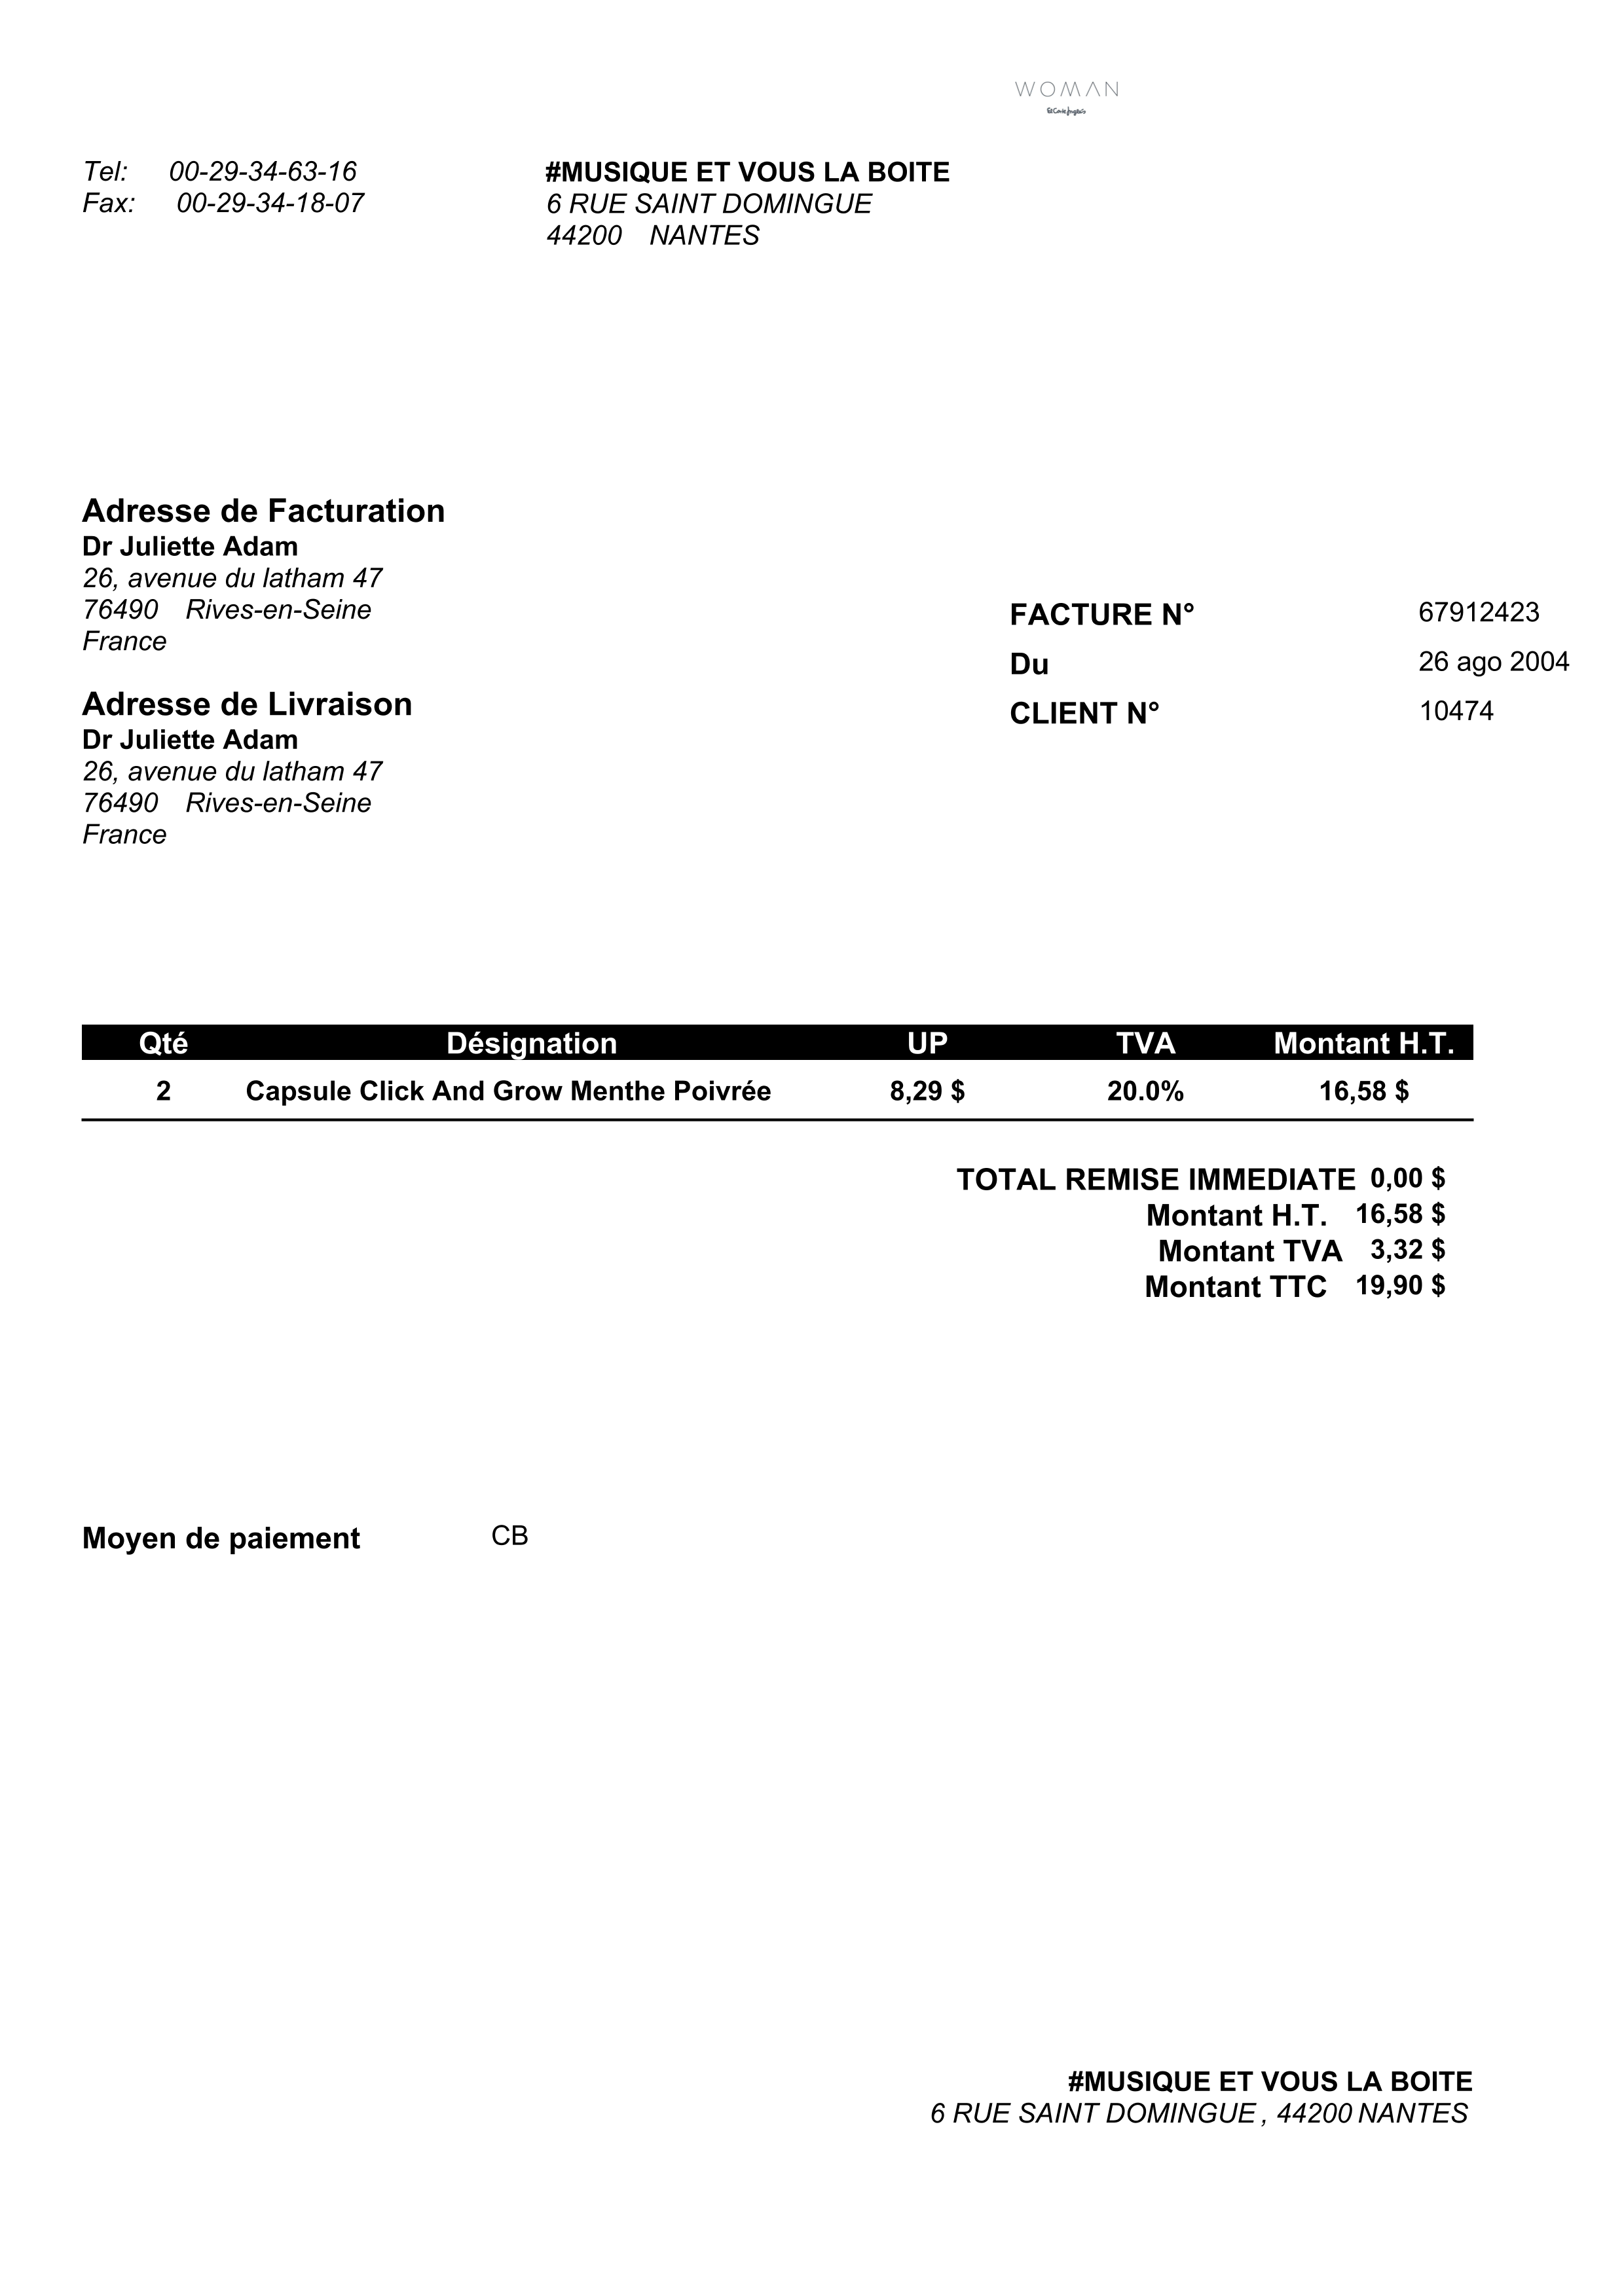 WOMAN
El Corte Inglés
Tel: 00-29-34-63-16
Fax: 00-29-34-18-07
#MUSIQUE ET VOUS LA BOITE
6 RUE SAINT DOMINGUE
44200 NANTES
Adresse de Facturation
Dr Juliette Adam
26, avenue du latham 47
76490 Rives-en-Seine
France
FACTURE N° 67912423
Du 26 ago 2004
CLIENT N° 10474
Adresse de Livraison
Dr Juliette Adam
26, avenue du latham 47
76490 Rives-en-Seine
France
Qté Désignation UP TVA Montant H.T.
2 Capsule Click And Grow Menthe Poivrée 8,29 $ 20.0% 16,58 $
TOTAL REMISE IMMEDIATE 0,00 $
Montant H.T. 16,58 $
Montant TVA 3,32 $
Montant TTC 19,90 $
Moyen de paiement CB
#MUSIQUE ET VOUS LA BOITE
6 RUE SAINT DOMINGUE , 44200 NANTES